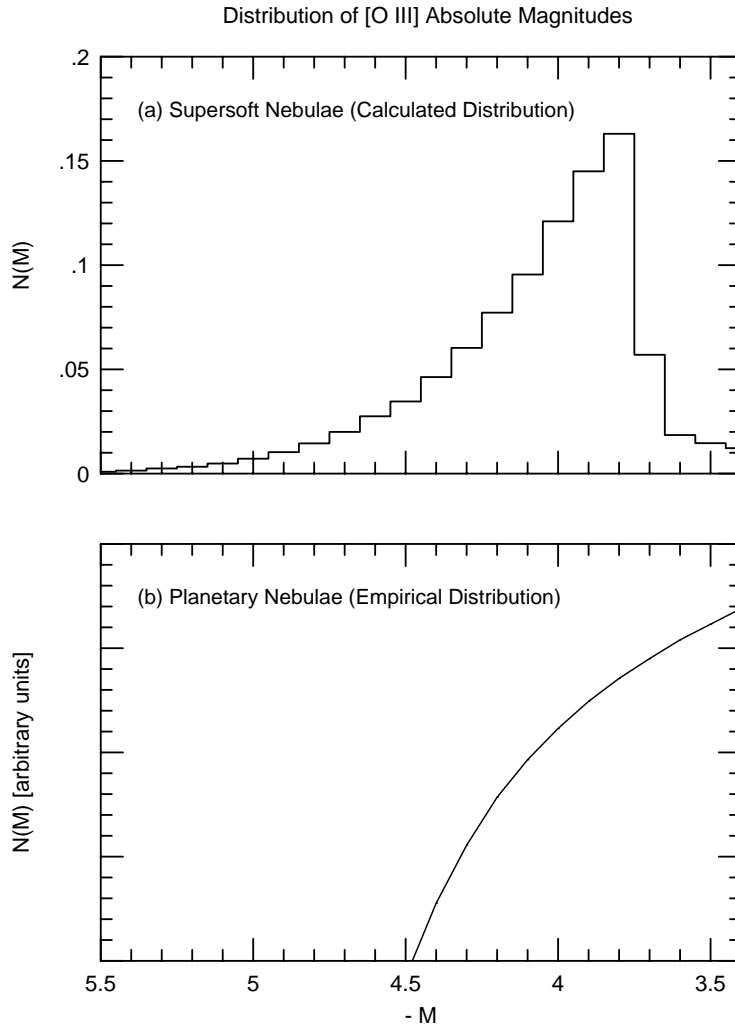 Distribution of [O III] Absolute Magnitudes
.2
(a) Supersoft Nebulae (Calculated Distribution)
.15
N(M)
.1
.05
0
(b) Planetary Nebulae (Empirical Distribution)
N(M) [arbitrary units]
5.5 5 4.5 4 3.5
- M